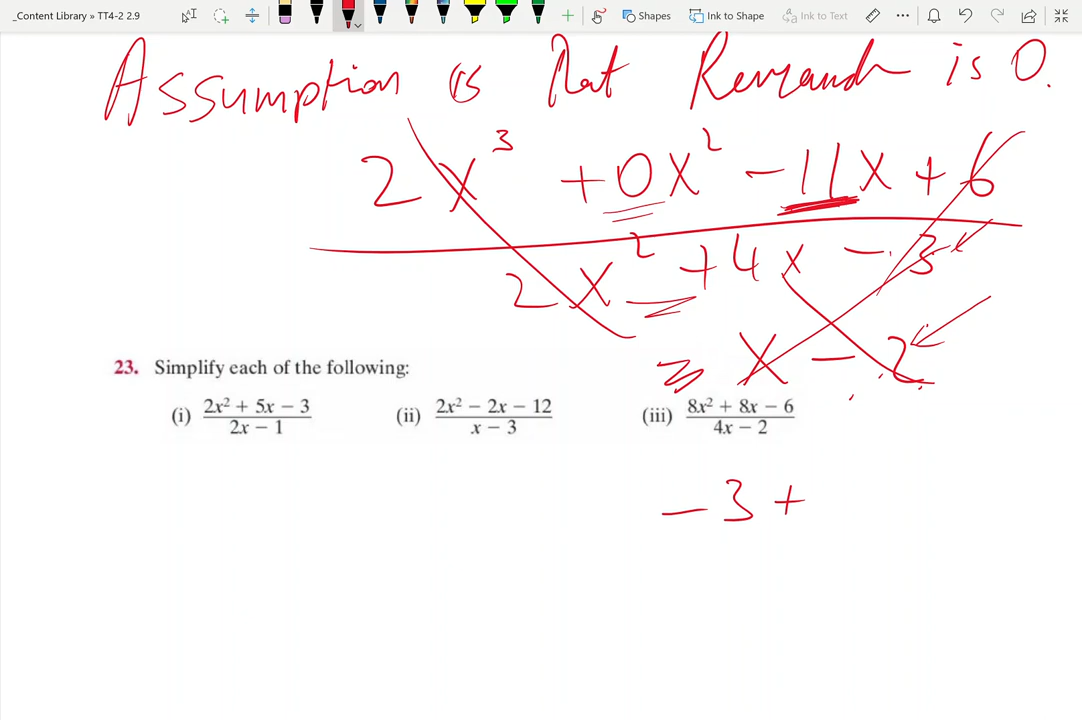 _Content Library » TT4-2 2.9
Shapes
Ink to Shape
Ink to Text
Assumption is that is 0.
2x³ + 0x² - 11x + 6
2x² + 4x - 3
x - 2
23. Simplify each of the following:
(i) (2x² + 5x − 3)/(2x − 1) (ii) (2x² − 2x − 12)/(x − 3) (iii) (8x² + 8x − 6)/(4x − 2)
- 3 +